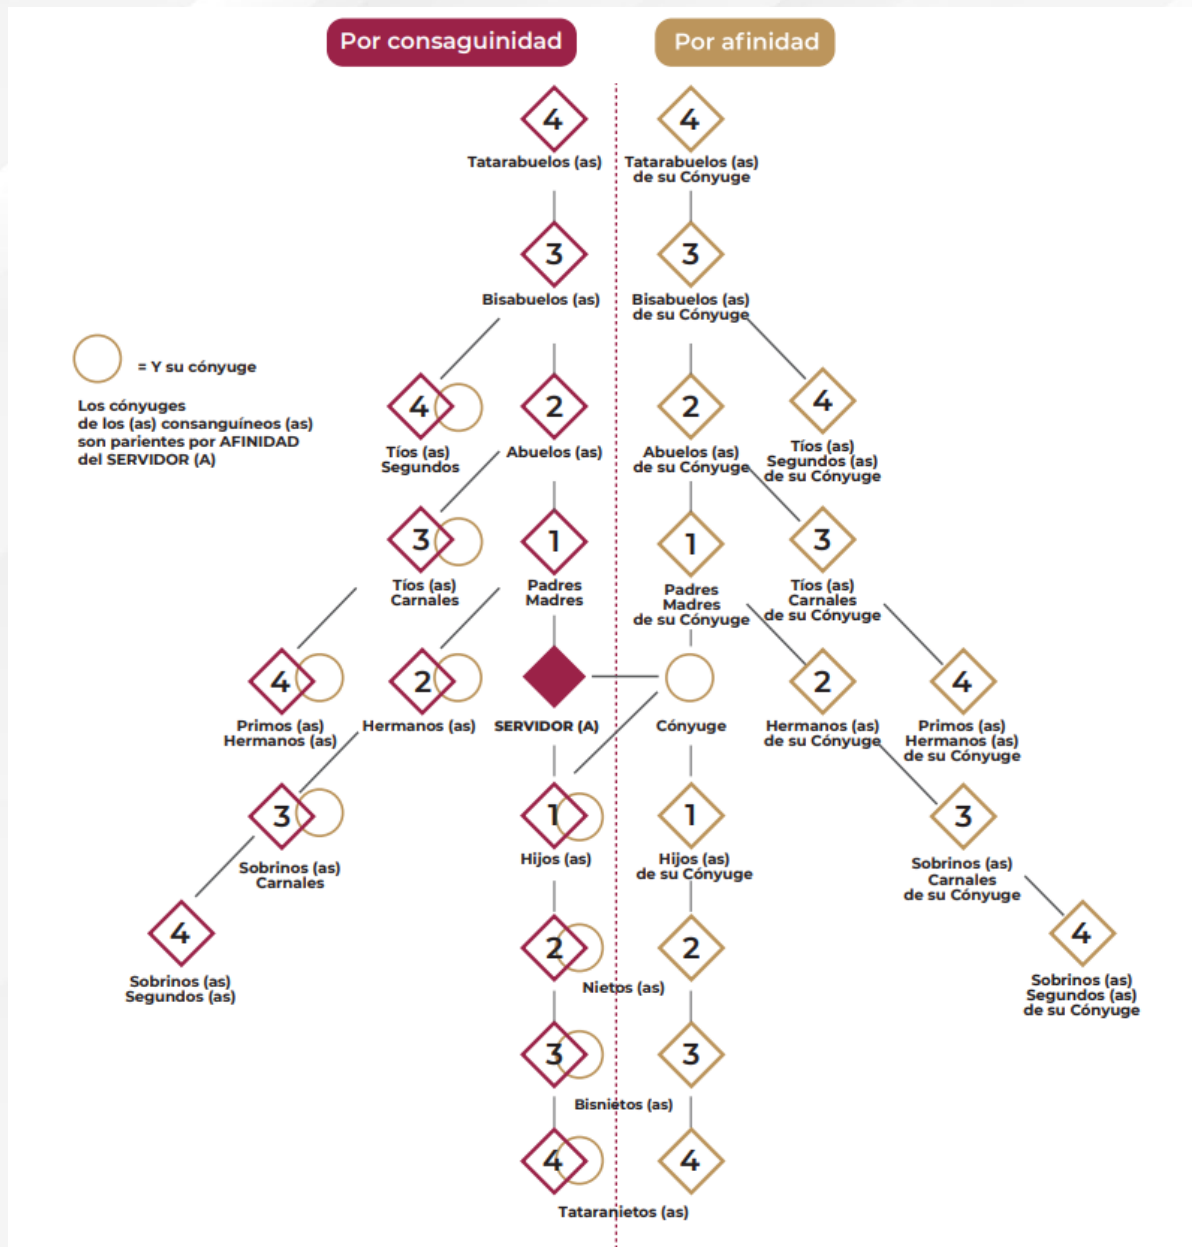 Por consaguinidad
Por afinidad
4
4
Tatarabuelos (as)
Tatarabuelos (as)
de su Cónyuge
3
3
Bisabuelos (as)
Bisabuelos (as)
de su Cónyuge
= Y su cónyuge
Los cónyuges
de los (as) consanguíneos (as)
son parientes por AFINIDAD
del SERVIDOR (A)
4
2
2
4
Tíos (as)
Segundos
Abuelos (as)
Abuelos (as)
de su Cónyuge
Tíos (as)
Segundos (as)
de su Cónyuge
3
1
1
3
Tíos (as)
Carnales
Padres
Madres
Padres
Madres
de su Cónyuge
Tíos (as)
Carnales
de su Cónyuge
4
2
2
4
Primos (as)
Hermanos (as)
Hermanos (as)
SERVIDOR (A)
Cónyuge
Hermanos (as)
de su Cónyuge
Primos (as)
Hermanos (as)
de su Cónyuge
3
1
1
3
Sobrinos (as)
Carnales
Hijos (as)
Hijos (as)
de su Cónyuge
Sobrinos (as)
Carnales
de su Cónyuge
4
2
2
4
Sobrinos (as)
Segundos (as)
Nietos (as)
Sobrinos (as)
Segundos (as)
de su Cónyuge
3
3
Bisnietos (as)
4
4
Tataranietos (as)